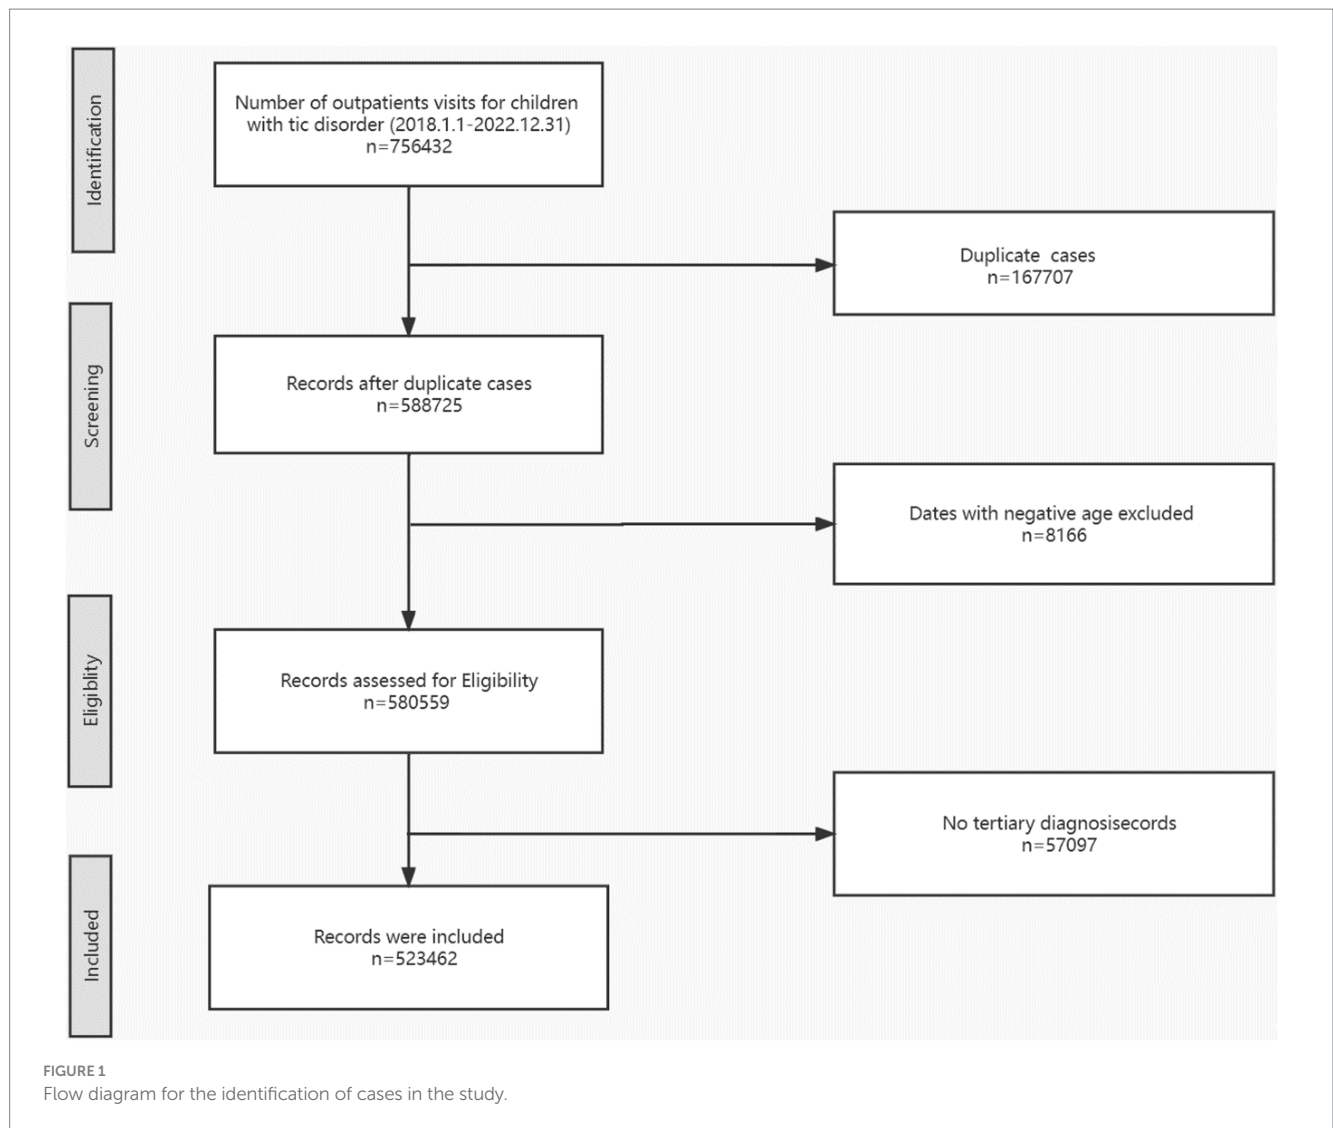 Identification
Number of outpatients visits for children
with tic disorder (2018.1.1-2022.12.31)
n=756432
Duplicate cases
n=167707
Screening
Records after duplicate cases
n=588725
Dates with negative age excluded
n=8166
Eligiblity
Records assessed for Eligibility
n=580559
No tertiary diagnosisecords
n=57097
Included
Records were included
n=523462
FIGURE 1
Flow diagram for the identification of cases in the study.